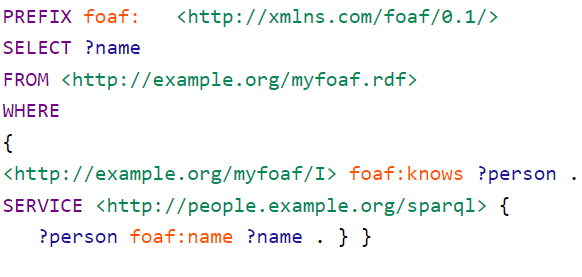 PREFIX foaf:   <http://xmlns.com/foaf/0.1/>
SELECT ?name
FROM <http://example.org/myfoaf.rdf>
WHERE
{
<http://example.org/myfoaf/I> foaf:knows ?person .
SERVICE <http://people.example.org/sparql> {
   ?person foaf:name ?name . } }